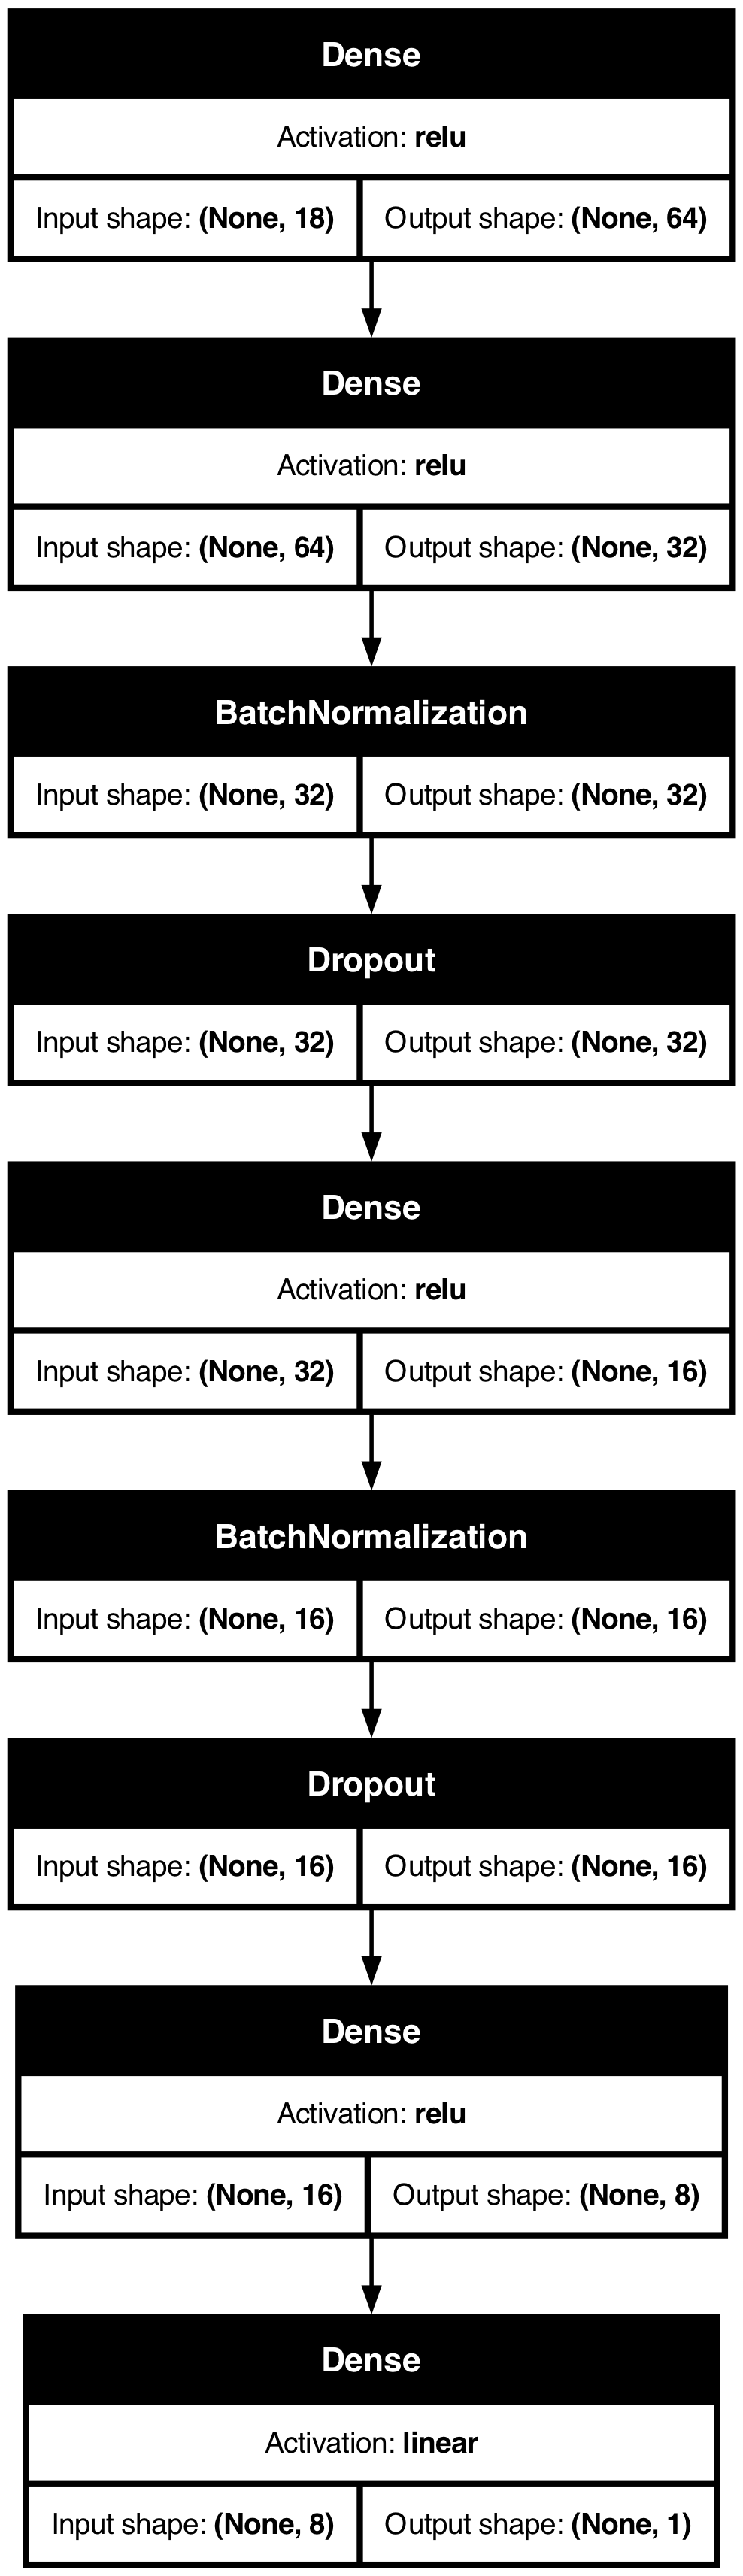 Dense
Activation: relu
Input shape: (None, 18) Output shape: (None, 64)
Dense
Activation: relu
Input shape: (None, 64) Output shape: (None, 32)
BatchNormalization
Input shape: (None, 32) Output shape: (None, 32)
Dropout
Input shape: (None, 32) Output shape: (None, 32)
Dense
Activation: relu
Input shape: (None, 32) Output shape: (None, 16)
BatchNormalization
Input shape: (None, 16) Output shape: (None, 16)
Dropout
Input shape: (None, 16) Output shape: (None, 16)
Dense
Activation: relu
Input shape: (None, 16) Output shape: (None, 8)
Dense
Activation: linear
Input shape: (None, 8) Output shape: (None, 1)